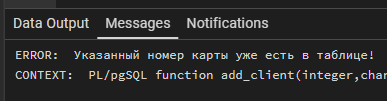 Data Output Messages Notifications
ERROR: Указанный номер карты уже есть в таблице!
CONTEXT: PL/pgSQL function add_client(integer,char